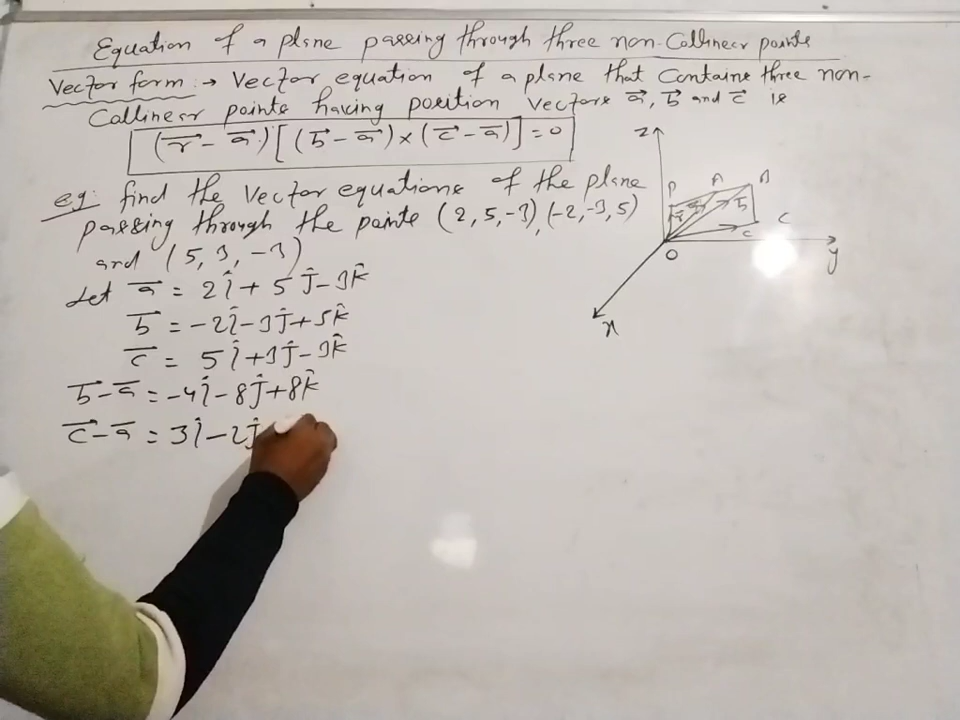 Equation of a plane passing through three non-Collinear points
Vector form :→ Vector equation of a plane that Contains three non-
Collinear points having position vectors a⃗, b⃗ and c⃗ is
(r⃗ - a⃗.) [(b⃗ - a⃗) × (c⃗ - a⃗)] = 0
eg: find the Vector equations of the plane
passing through the points (2, 5, -3), (-2, -3, 5)
and (5, 3, -3)
Let a⃗ = 2î + 5ĵ - 3k̂
b⃗ = -2î - 3ĵ + 5k̂
c⃗ = 5î + 3ĵ - 3k̂
b⃗ - a⃗ = -4î - 8ĵ + 8k̂
c⃗ - a⃗ = 3î - 2ĵ
Z
P A B
b⃗
C
c
O
y
x